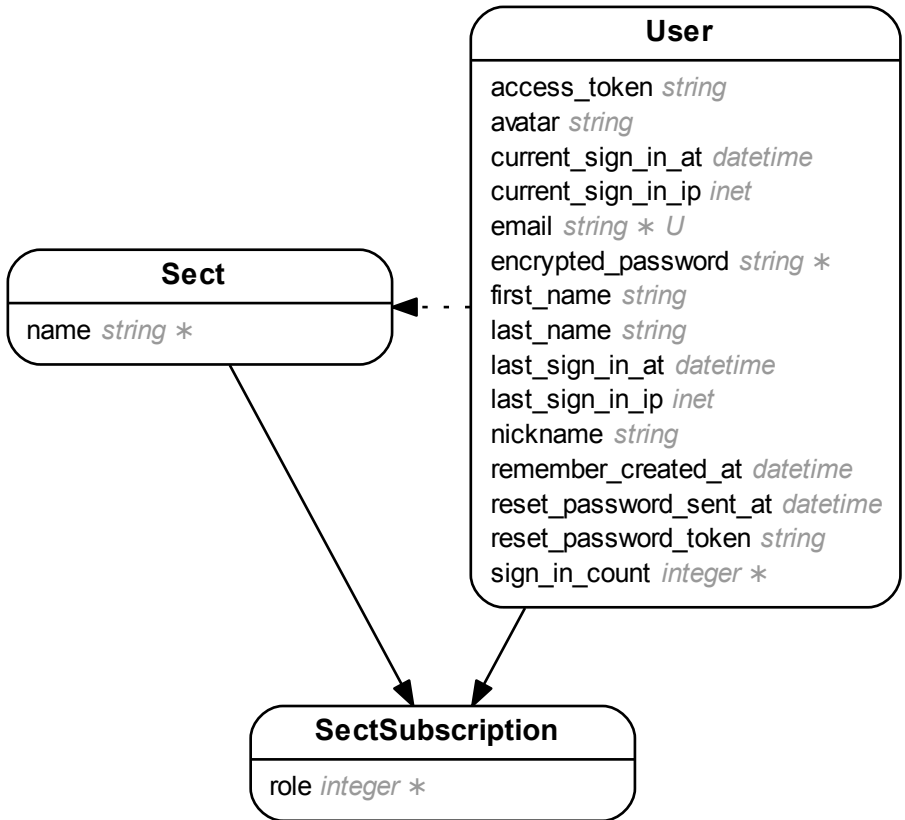 User
access_token string
avatar string
current_sign_in_at datetime
current_sign_in_ip inet
email string ∗ U
encrypted_password string ∗
first_name string
last_name string
last_sign_in_at datetime
last_sign_in_ip inet
nickname string
remember_created_at datetime
reset_password_sent_at datetime
reset_password_token string
sign_in_count integer ∗
Sect
name string ∗
SectSubscription
role integer ∗